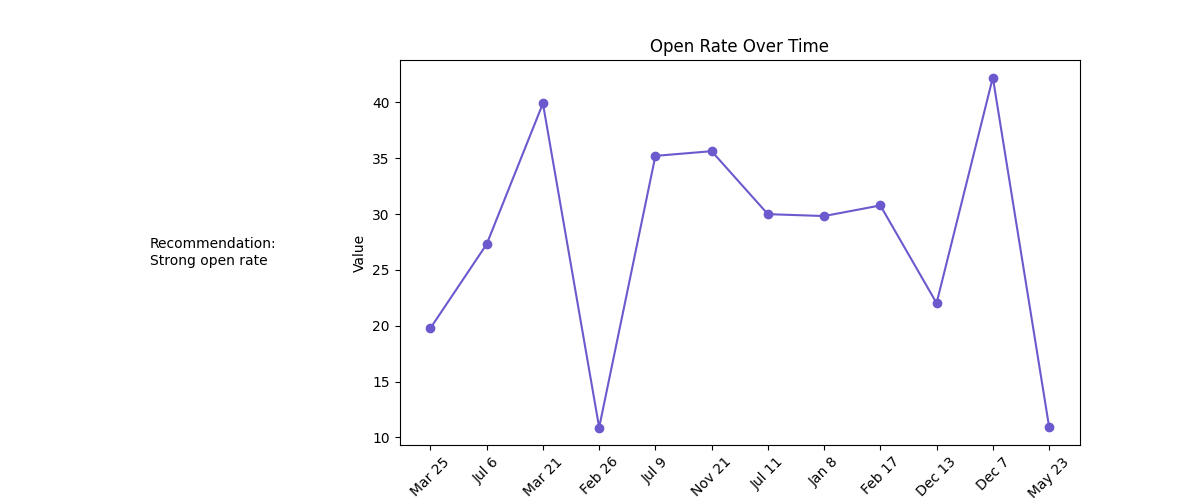 Open Rate Over Time
Recommendation:
Strong open rate
Value
40
35
30
25
20
15
10
Mar 25
Jul 6
Mar 21
Feb 26
Jul 9
Nov 21
Jul 11
Jan 8
Feb 17
Dec 13
Dec 7
May 23